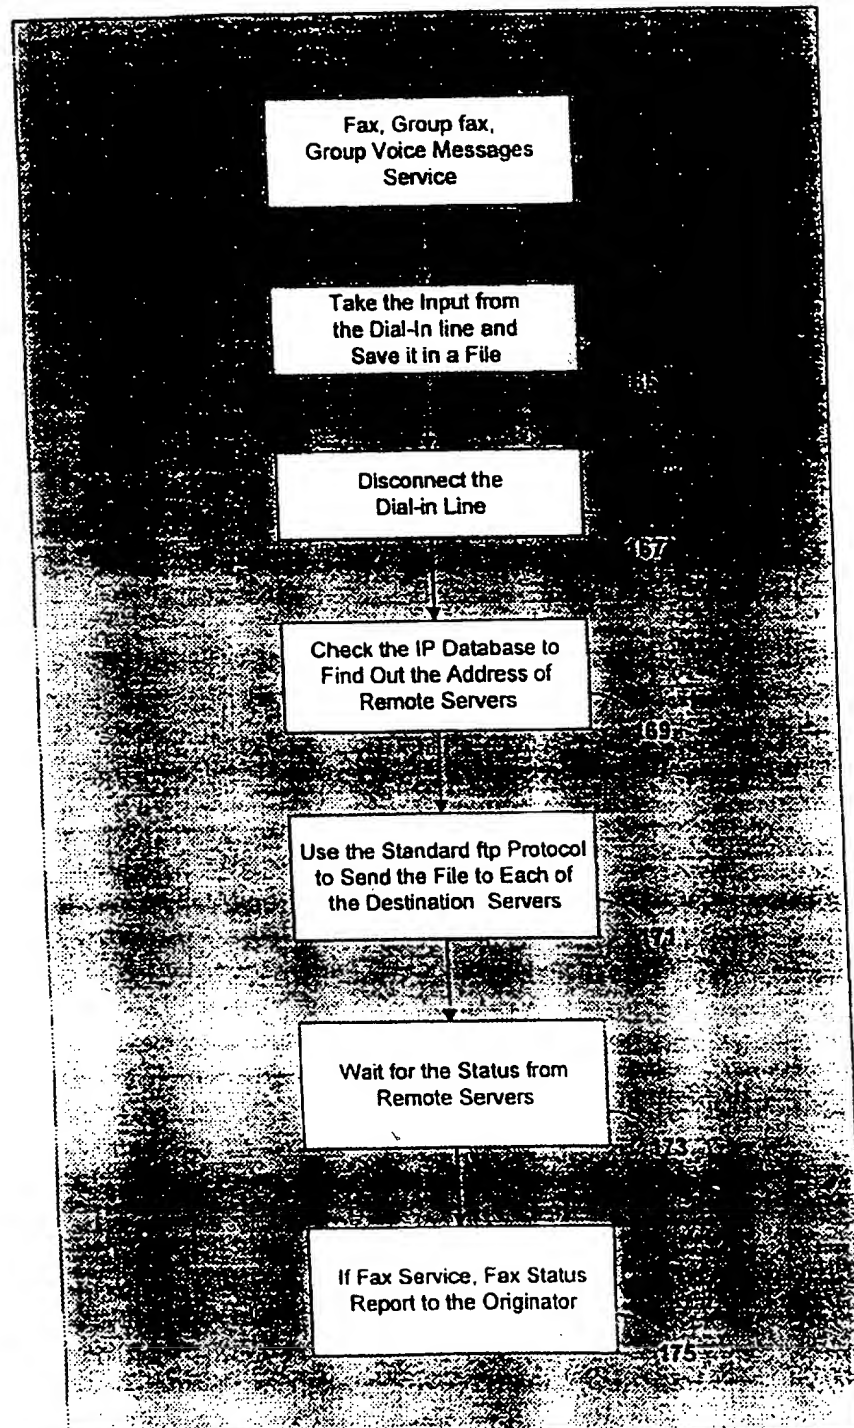 Fax, Group fax,
Group Voice Messages
Service
Take the Input from
the Dial-In line and
Save it in a File
Disconnect the
Dial-in Line
167
Check the IP Database to
Find Out the Address of
Remote Servers
Use the Standard ftp Protocol
to Send the File to Each of
the Destination Servers
Wait for the Status from
Remote Servers
If Fax Service, Fax Status
Report to the Originator
175